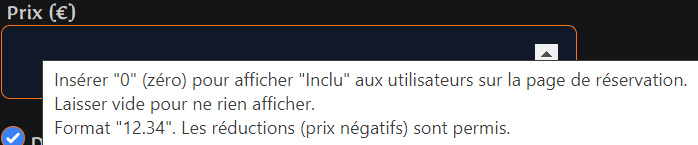 Prix (€)
Insérer "0" (zéro) pour afficher "Inclu" aux utilisateurs sur la page de réservation.
Laisser vide pour ne rien afficher.
Format "12.34". Les réductions (prix négatifs) sont permis.